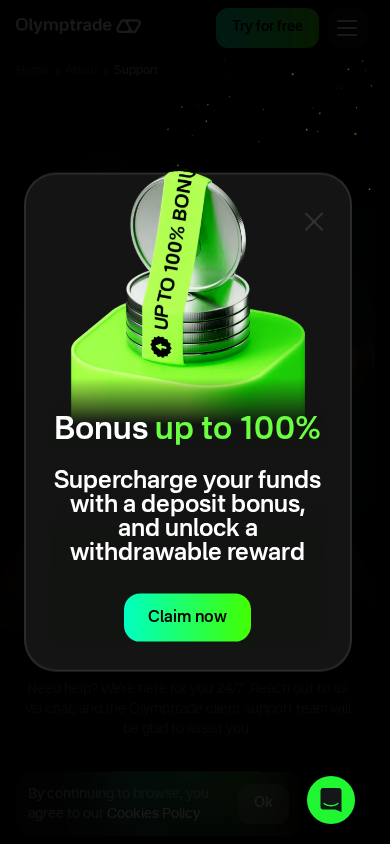 Olymptrade
Try for free
Home
About
Support
UP TO 100% BONU
Bonus up to 100%
Supercharge your funds
with a deposit bonus,
and unlock a
withdrawable reward
Claim now
Need help? We're here for you 24/7. Reach out to us
via chat, and the Olymptrade client support team will
be glad to assist you.
By continuing to browse, you
agree to our Cookies Policy
Ok